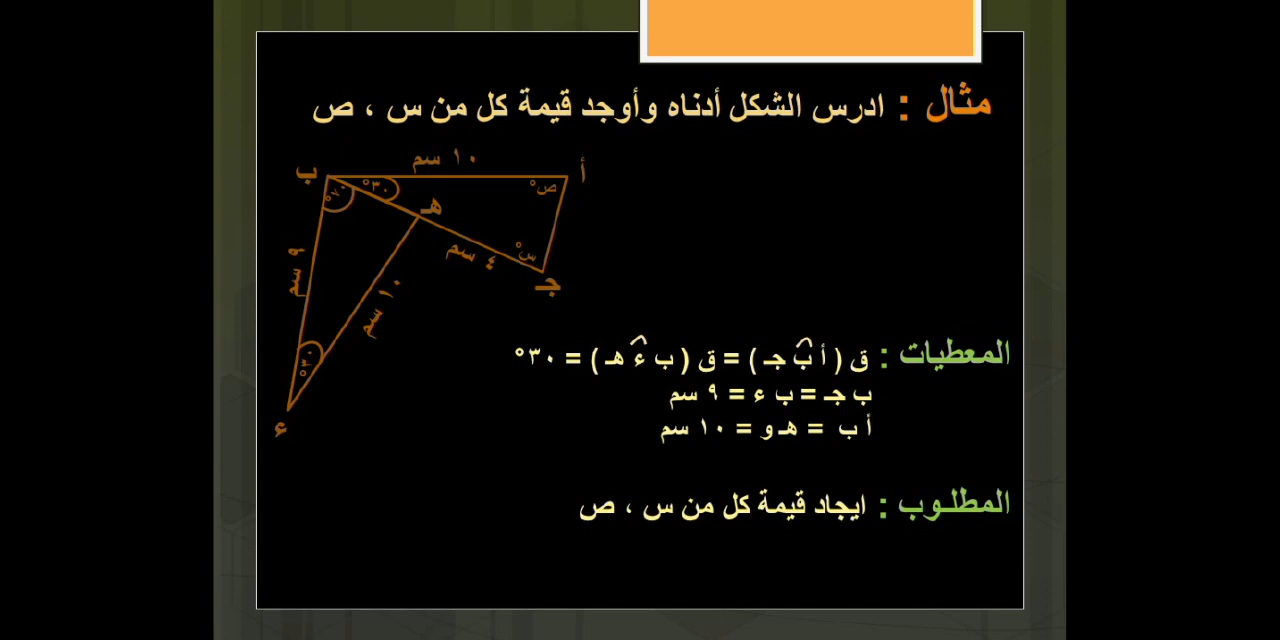 مثال : ادرس الشكل أدناه وأوجد قيمة كل من س ، ص
١٠ سم
أ
ب
ص°
°٣٠
°٧٠
هـ
س°
٤ سم
جـ
٩ سم
١٠ سم
°٣٠
ء
المعطيات : ق ( أ ب جـ ) = ق ( ب ء هـ ) = ٣٠°
ب جـ = ب ء = ٩ سم
أ ب = هـ و = ١٠ سم
المطلـوب : ايجاد قيمة كل من س ، ص